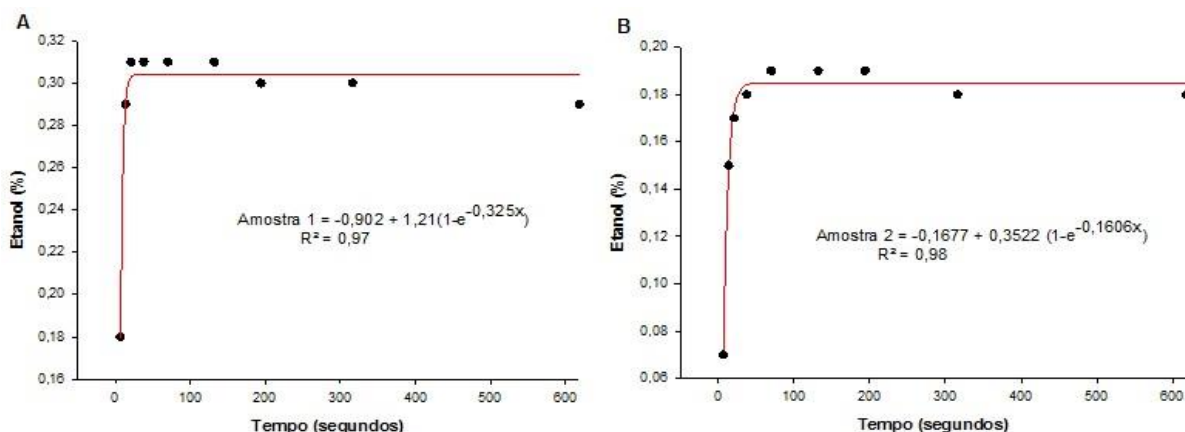 A
0,32
0,30
0,28
0,26
0,24
0,22
0,20
0,18
0,16
Etanol (%)
Amostra 1 = -0,902 + 1,21(1-e^-0,325x)
R² = 0,97
0 100 200 300 400 500 600
Tempo (segundos)
B
0,20
0,18
0,16
0,14
0,12
0,10
0,08
0,06
Etanol (%)
Amostra 2 = -0,1677 + 0,3522 (1-e^-0,1606x)
R² = 0,98
0 100 200 300 400 500 600
Tempo (segundos)